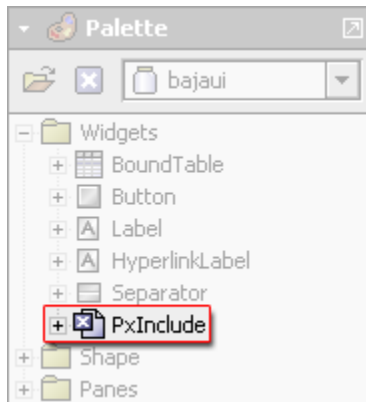 Palette
bajaui
Widgets
BoundTable
Button
A Label
A HyperlinkLabel
Separator
PxInclude
Shape
Panes